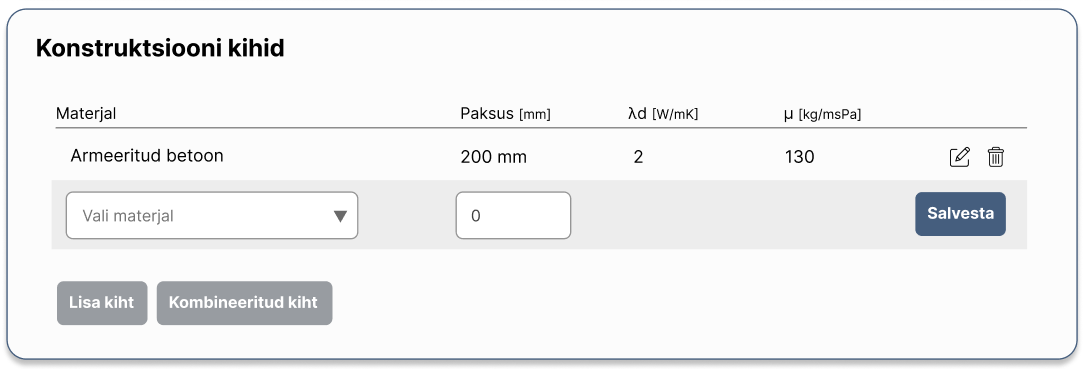 Konstruktsiooni kihid
Materjal Paksus [mm] λd [W/mK] μ [kg/msPa]
Armeeritud betoon 200 mm 2 130
Vali materjal 0 Salvesta
Lisa kiht Kombineeritud kiht